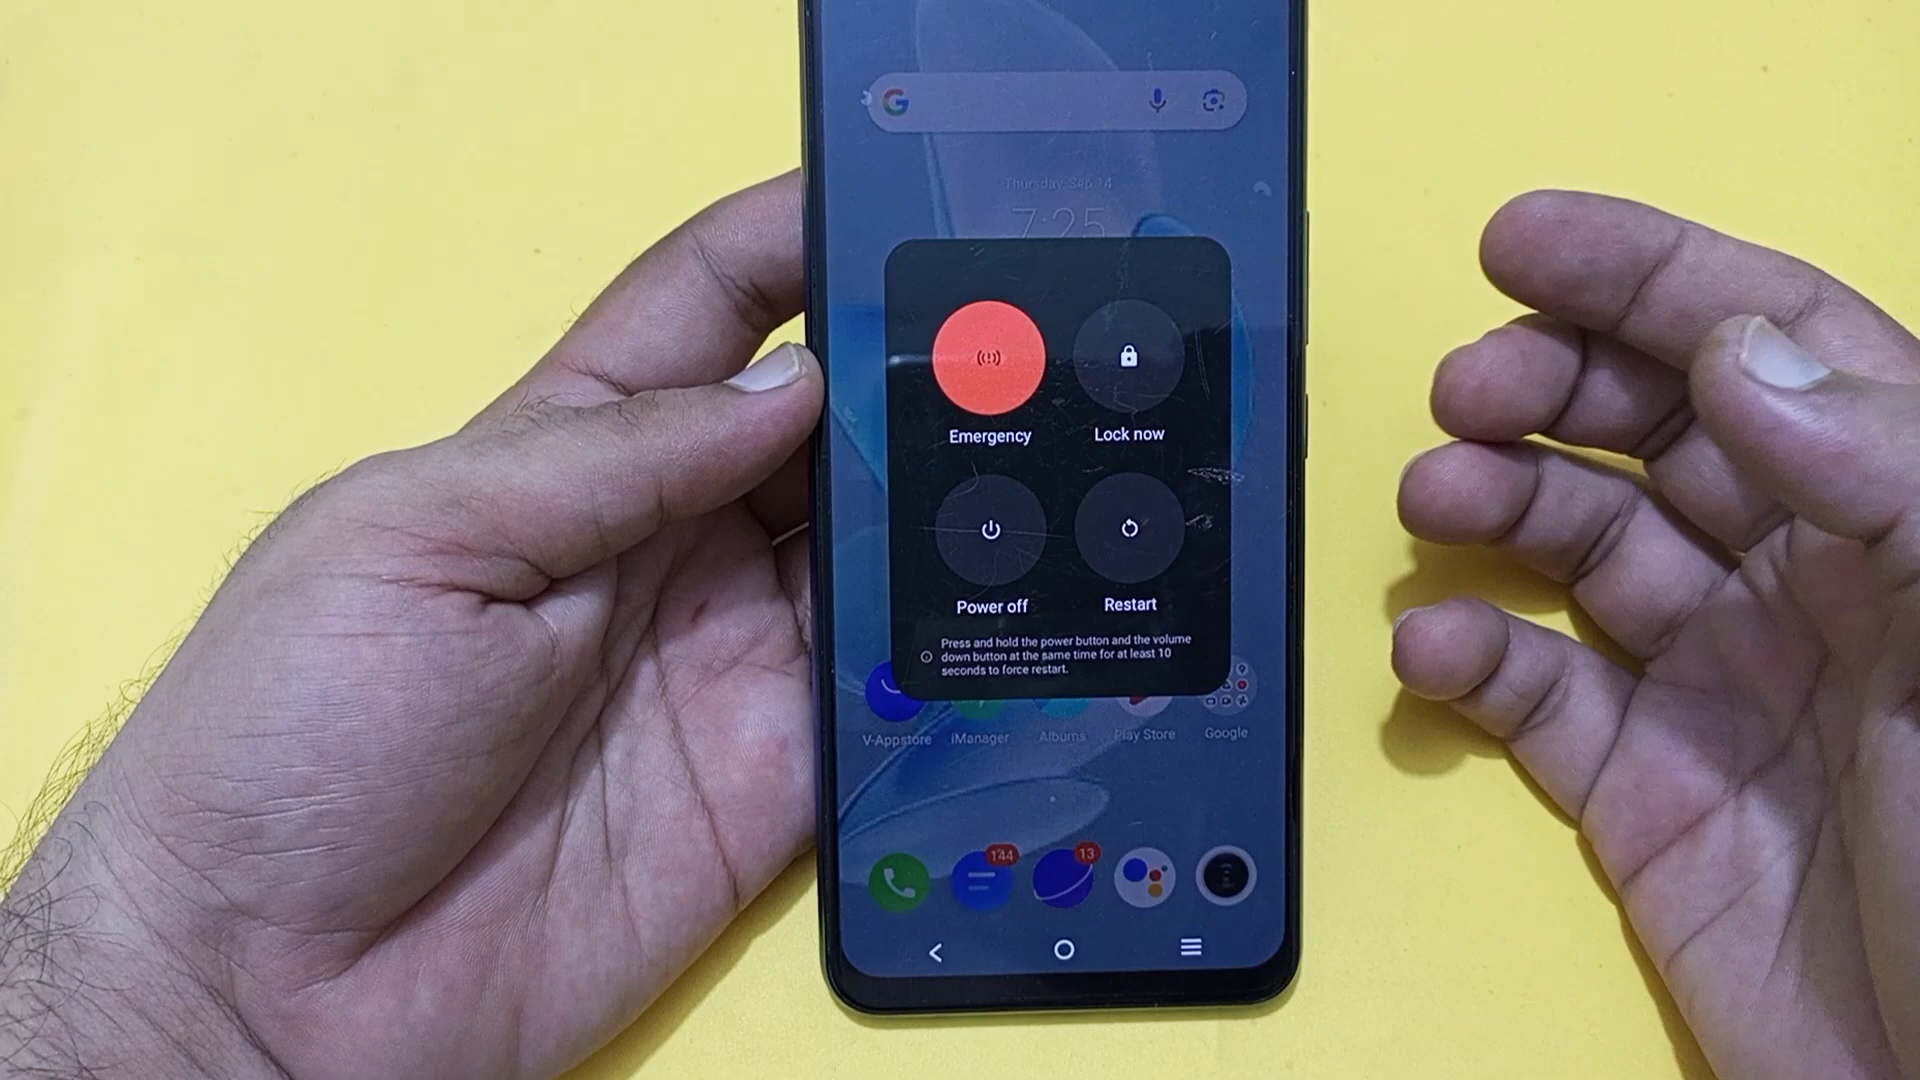 Thursday, Sep 14
7:25
Emergency
Lock now
Power off
Restart
Press and hold the power button and the volume
down button at the same time for at least 10
seconds to force restart.
V-Appstore
iManager
Albums
Play Store
Google
144
13